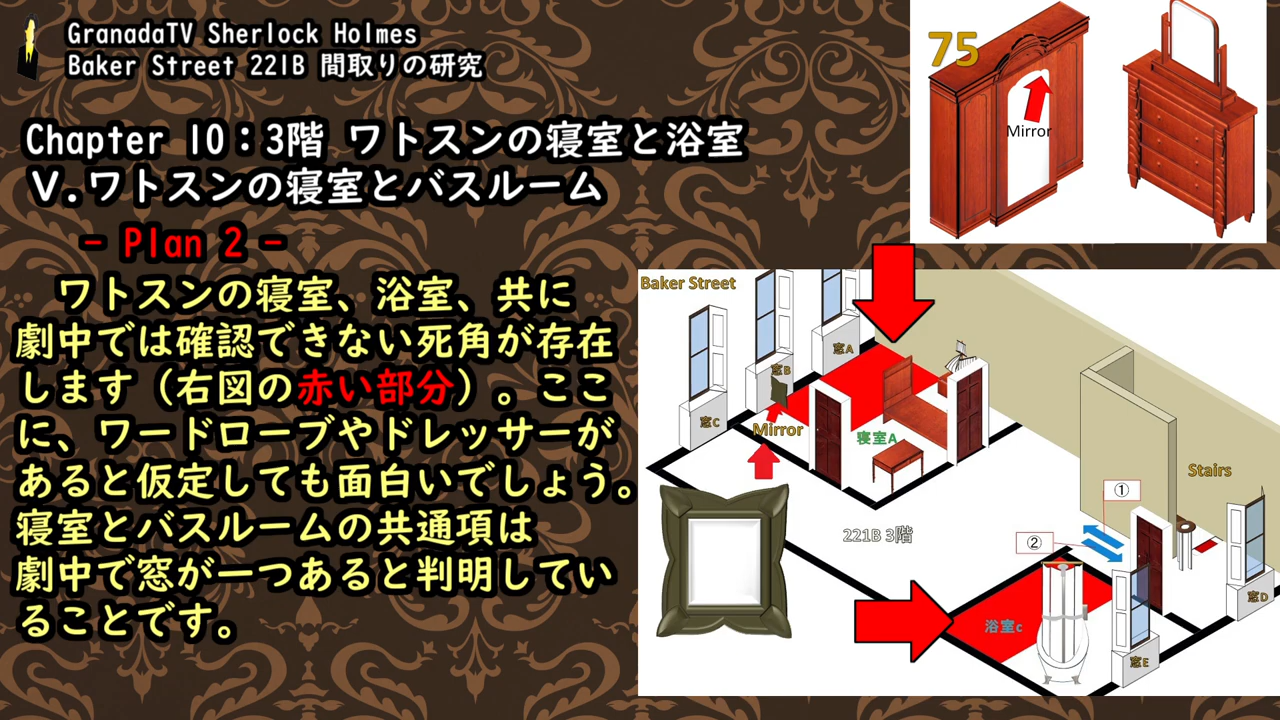 GranadaTV Sherlock Holmes
Baker Street 221B 間取りの研究
Chapter 10:3階 ワトスンの寝室と浴室
Ⅴ.ワトスンの寝室とバスルーム
- Plan 2 -
ワトスンの寝室、浴室、共に
劇中では確認できない死角が存在
します（右図の赤い部分）。ここ
に、ワードローブやドレッサーが
あると仮定しても面白いでしょう。
寝室とバスルームの共通項は
劇中で窓が一つあると判明してい
ることです。
75
Mirror
Baker Street
窓A
窓B
窓C
Mirror
寝室A
Stairs
①
②
221B 3階
浴室c
窓D
窓E